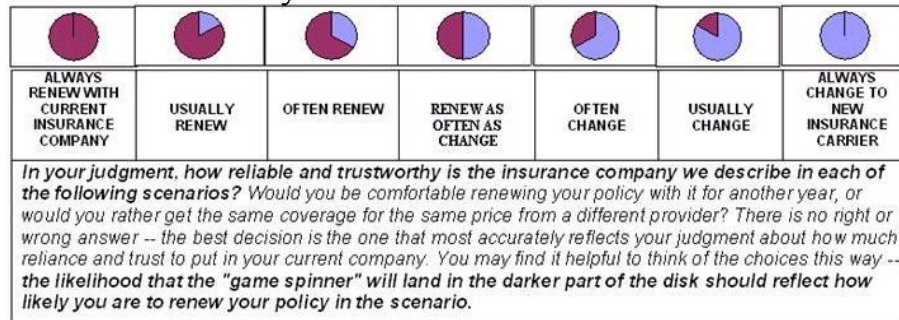 ALWAYS
RENEW WITH
CURRENT
INSURANCE
COMPANY
USUALLY
RENEW
OFTEN RENEW
RENEW AS
OFTEN AS
CHANGE
OFTEN
CHANGE
USUALLY
CHANGE
ALWAYS
CHANGE TO
NEW
INSURANCE
CARRIER
In your judgment, how reliable and trustworthy is the insurance company we describe in each of
the following scenarios? Would you be comfortable renewing your policy with it for another year, or
would you rather get the same coverage for the same price from a different provider? There is no right or
wrong answer -- the best decision is the one that most accurately reflects your judgment about how much
reliance and trust to put in your current company. You may find it helpful to think of the choices this way --
the likelihood that the "game spinner" will land in the darker part of the disk should reflect how
likely you are to renew your policy in the scenario.